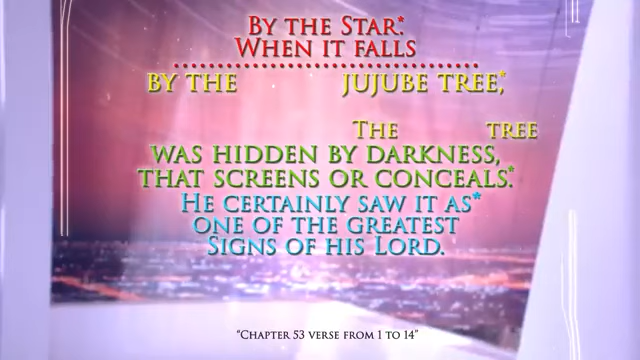 By the Star.*
When it falls
by the jujube tree,*
The tree
was hidden by darkness,
that screens or conceals.*
He certainly saw it as*
one of the greatest
Signs of his Lord.
“Chapter 53 verse from 1 to 14”